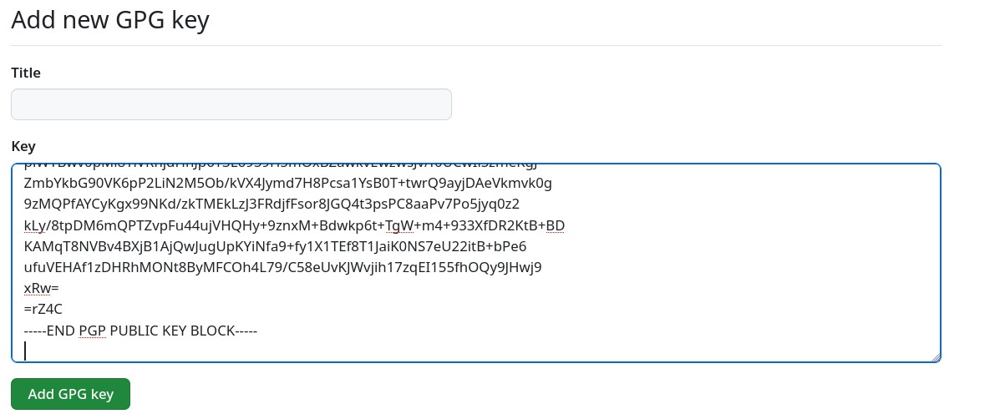 Add new GPG key
Title
Key
ZmbYkbG90VK6pP2LiN2M5Ob/kVX4Jymd7H8Pcsa1YsB0T+twrQ9ayjDAeVkmvk0g
9zMQPfAYCyKgx99NKd/zkTMEkLzJ3FRdjfFsor8JGQ4t3psPC8aaPv7Po5jyq0z2
kLy/8tpDM6mQPTZvpFu44ujVHQHy+9znxM+Bdwkp6t+TgW+m4+933XfDR2KtB+BD
KAMqT8NVBv4BXjB1AjQwJugUpKYiNfa9+fy1X1TEf8T1JaiK0NS7eU22itB+bPe6
ufuVEHAf1zDHRhMONt8ByMFCOh4L79/C58eUvKJWvjih17zqEI155fhOQy9JHwj9
xRw=
=rZ4C
-----END PGP PUBLIC KEY BLOCK-----
Add GPG key